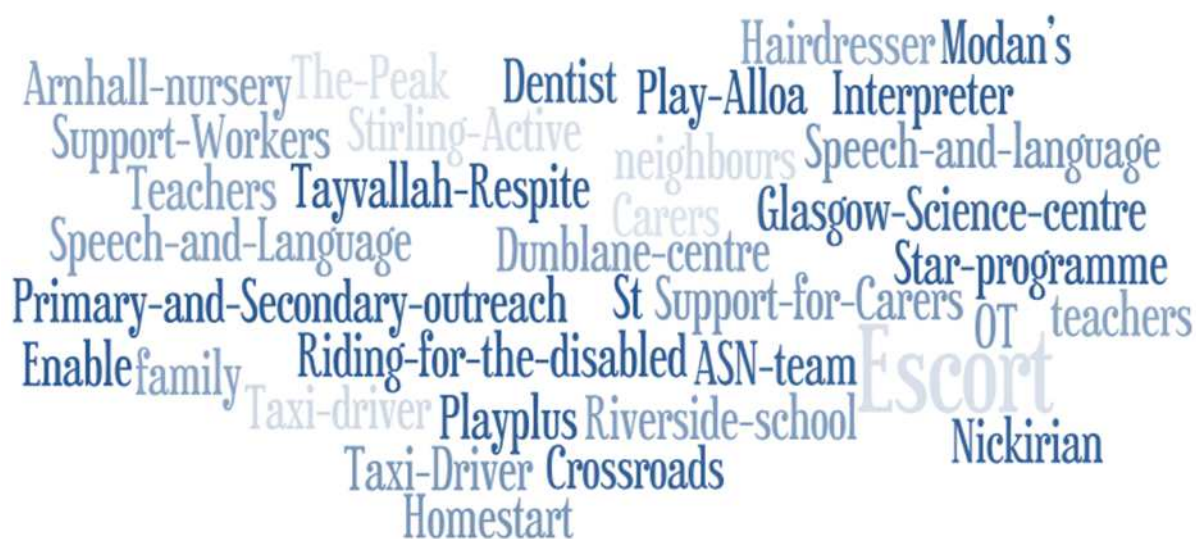 Hairdresser Modan's
Arnhall-nursery The-Peak Dentist Play-Alloa Interpreter
Support-Workers Stirling-Active neighbours Speech-and-language
Teachers Tayvallah-Respite Carers Glasgow-Science-centre
Speech-and-Language Dunblane-centre Star-programme
Primary-and-Secondary-outreach St Support-for-Carers OT teachers
Enable family Riding-for-the-disabled ASN-team Escort
Taxi-driver Playplus Riverside-school Nickirian
Taxi-Driver Crossroads
Homestart